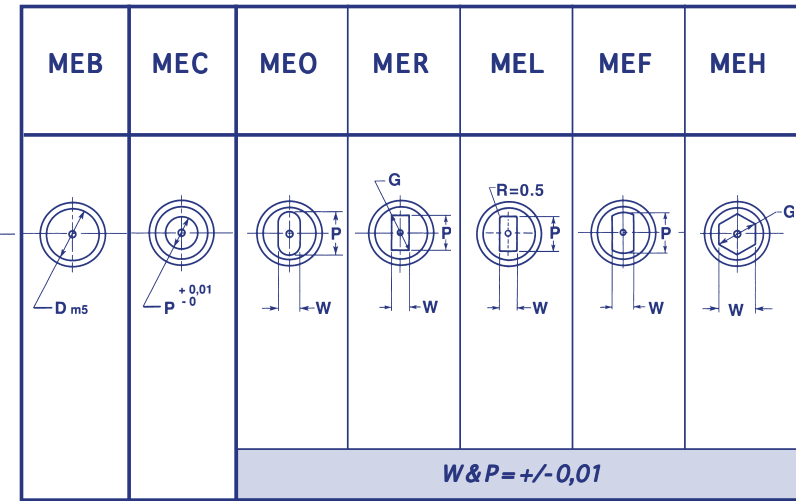 MEB MEC MEO MER MEL MEF MEH
G
R=0.5
G
P P P P
D m5
P + 0,01
- 0
W W W W W
W & P = +/- 0,01